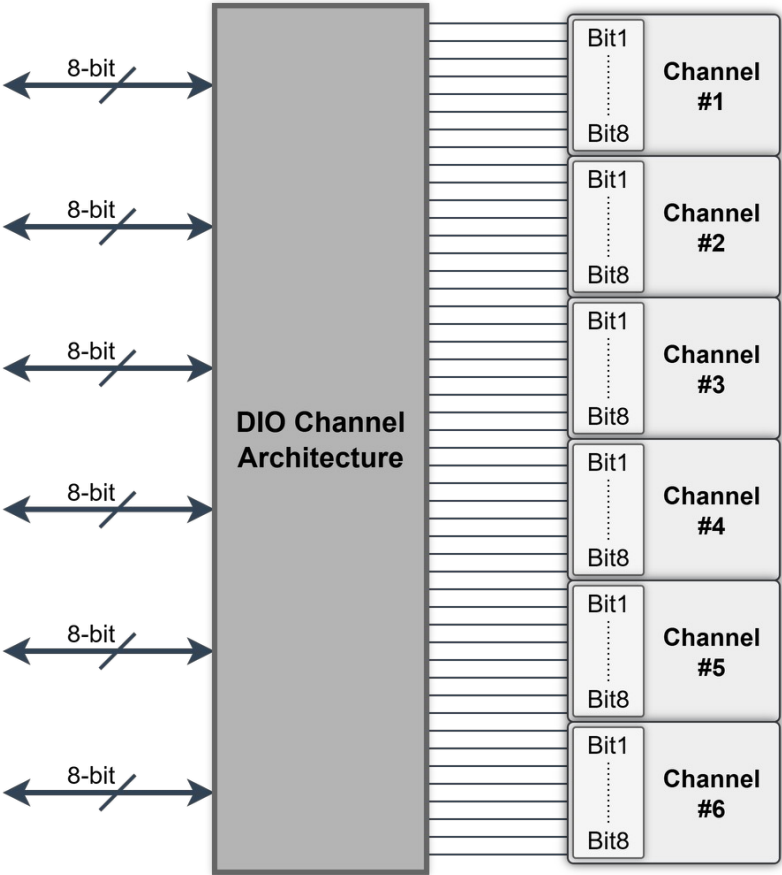 8-bit
8-bit
8-bit
8-bit
8-bit
8-bit
DIO Channel
Architecture
Bit1
Bit8
Channel
#1
Bit1
Bit8
Channel
#2
Bit1
Bit8
Channel
#3
Bit1
Bit8
Channel
#4
Bit1
Bit8
Channel
#5
Bit1
Bit8
Channel
#6